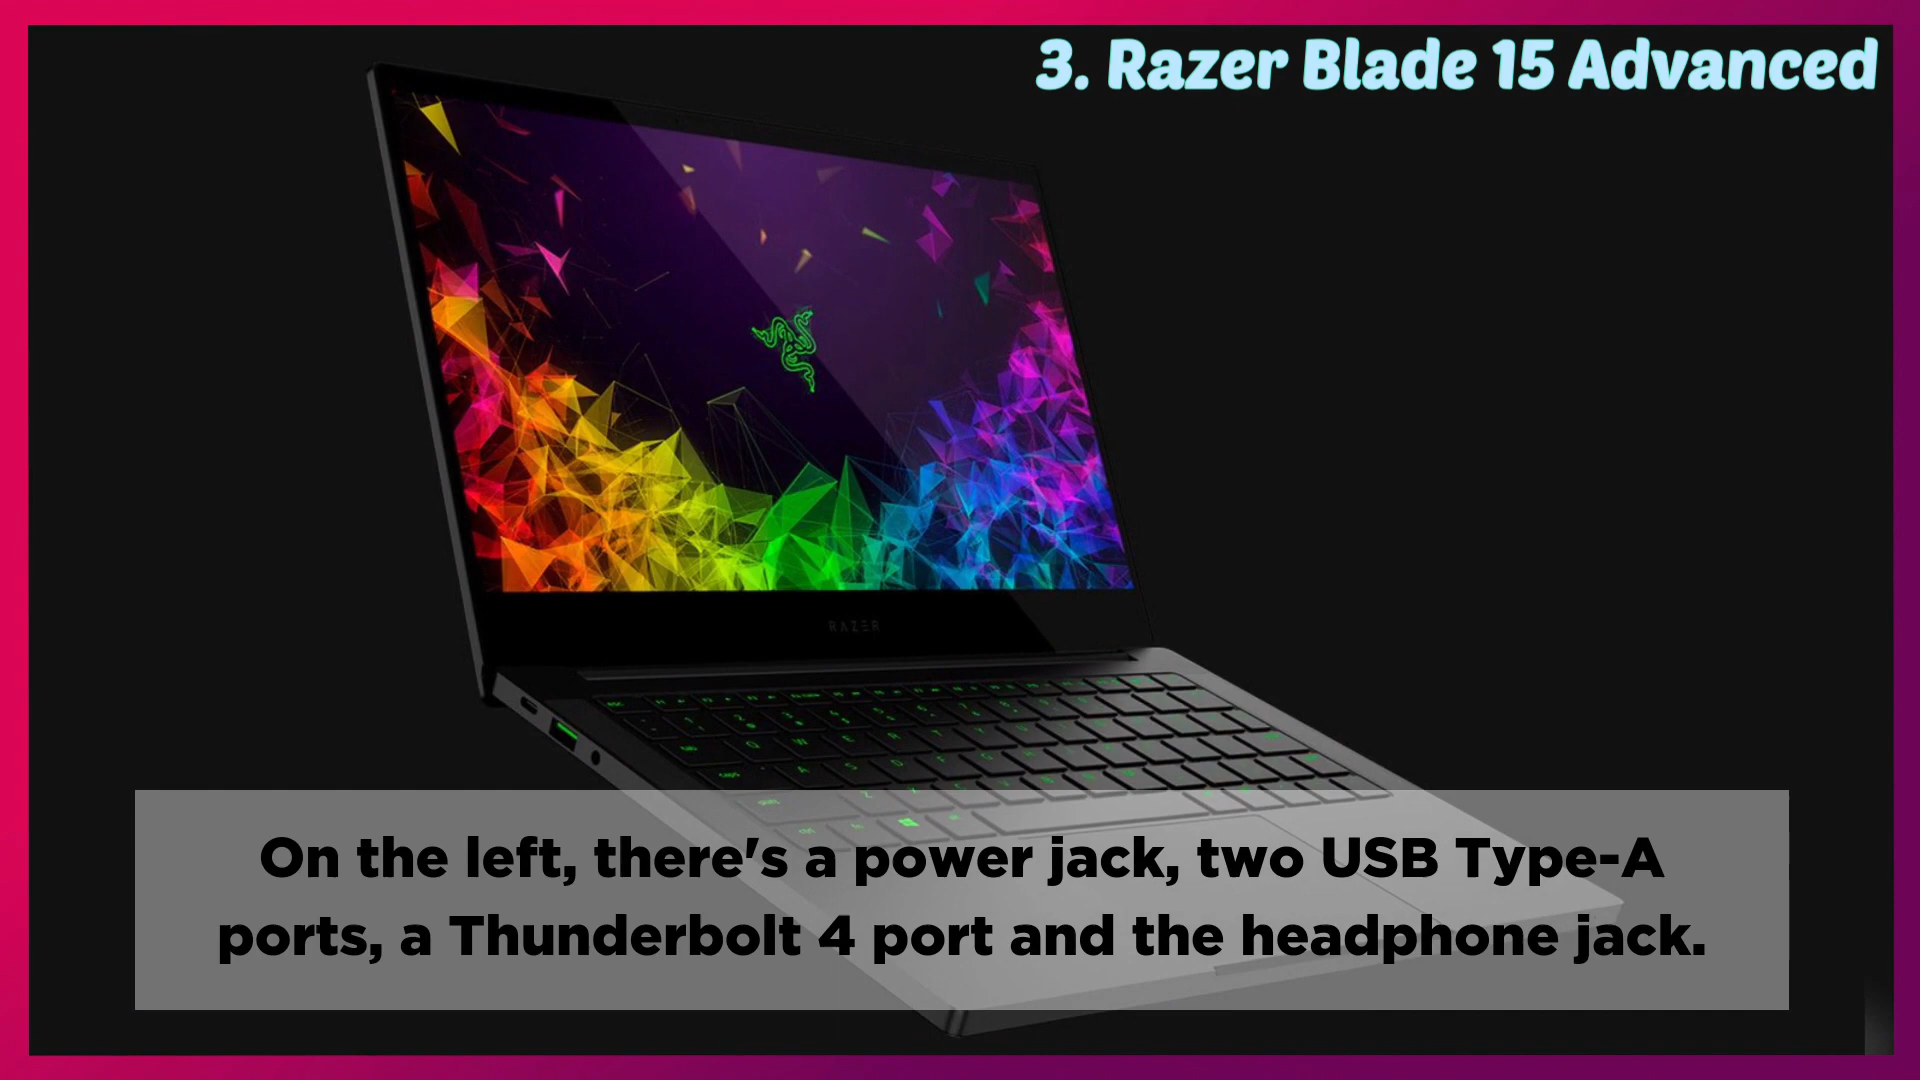 3. Razer Blade 15 Advanced
RAZER
On the left, there's a power jack, two USB Type-A
ports, a Thunderbolt 4 port and the headphone jack.